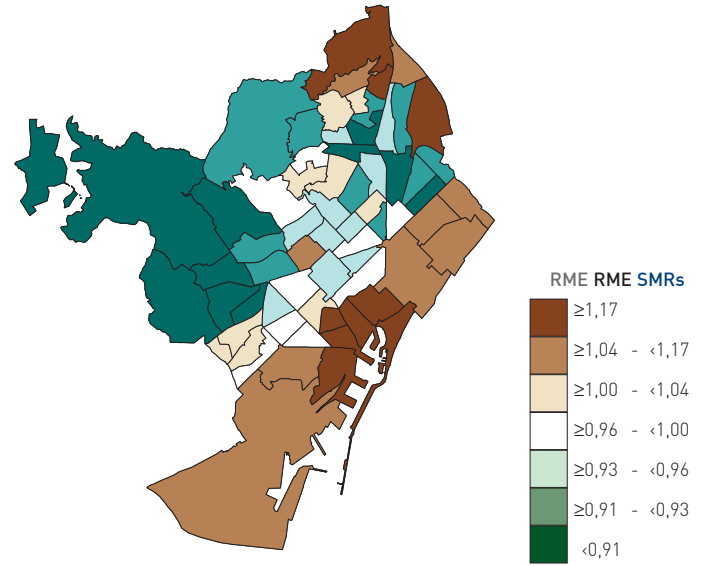 RME RME SMRs
≥1,17
≥1,04 - <1,17
≥1,00 - <1,04
≥0,96 - <1,00
≥0,93 - <0,96
≥0,91 - <0,93
<0,91